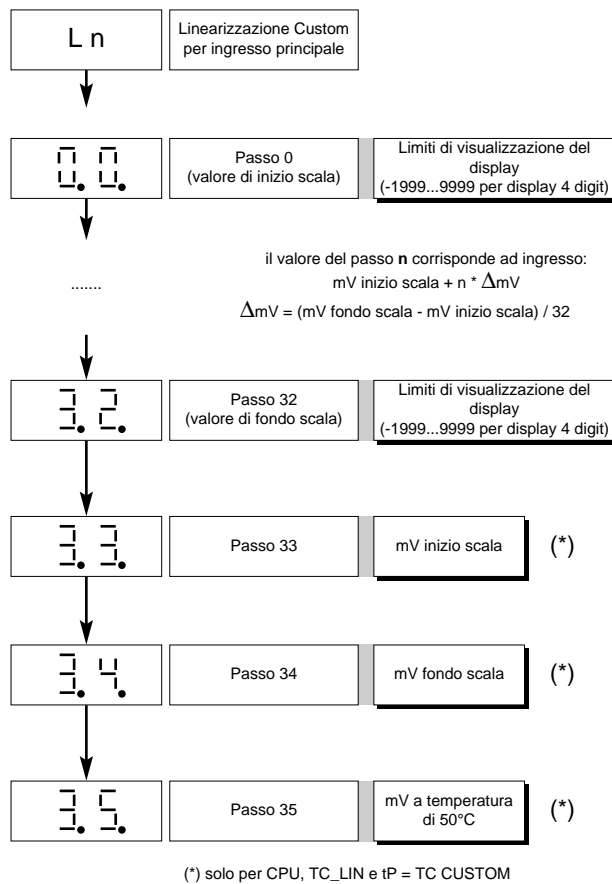 L n
Linearizzazione Custom
per ingresso principale
0. 0.
Passo 0
(valore di inizio scala)
Limiti di visualizzazione del
display
(-1999...9999 per display 4 digit)
.......
il valore del passo n corrisponde ad ingresso:
mV inizio scala + n * ΔmV
ΔmV = (mV fondo scala - mV inizio scala) / 32
3. 2.
Passo 32
(valore di fondo scala)
Limiti di visualizzazione del
display
(-1999...9999 per display 4 digit)
3. 3.
Passo 33
mV inizio scala
(*)
3. 4.
Passo 34
mV fondo scala
(*)
3. 5.
Passo 35
mV a temperatura
di 50°C
(*)
(*) solo per CPU, TC_LIN e tP = TC CUSTOM